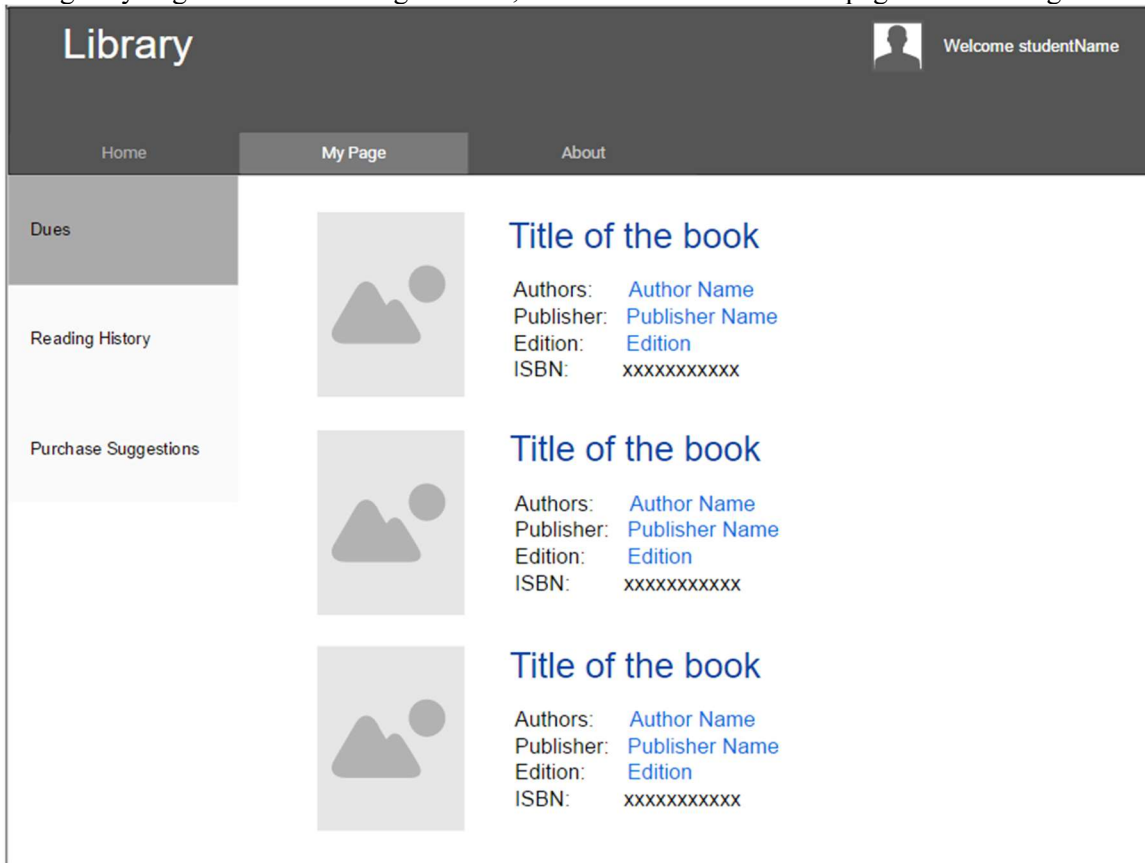 Library
Welcome studentName
Home My Page About
Dues
Reading History
Purchase Suggestions
Title of the book
Authors: Author Name
Publisher: Publisher Name
Edition: Edition
ISBN: xxxxxxxxxxx
Title of the book
Authors: Author Name
Publisher: Publisher Name
Edition: Edition
ISBN: xxxxxxxxxxx
Title of the book
Authors: Author Name
Publisher: Publisher Name
Edition: Edition
ISBN: xxxxxxxxxxx